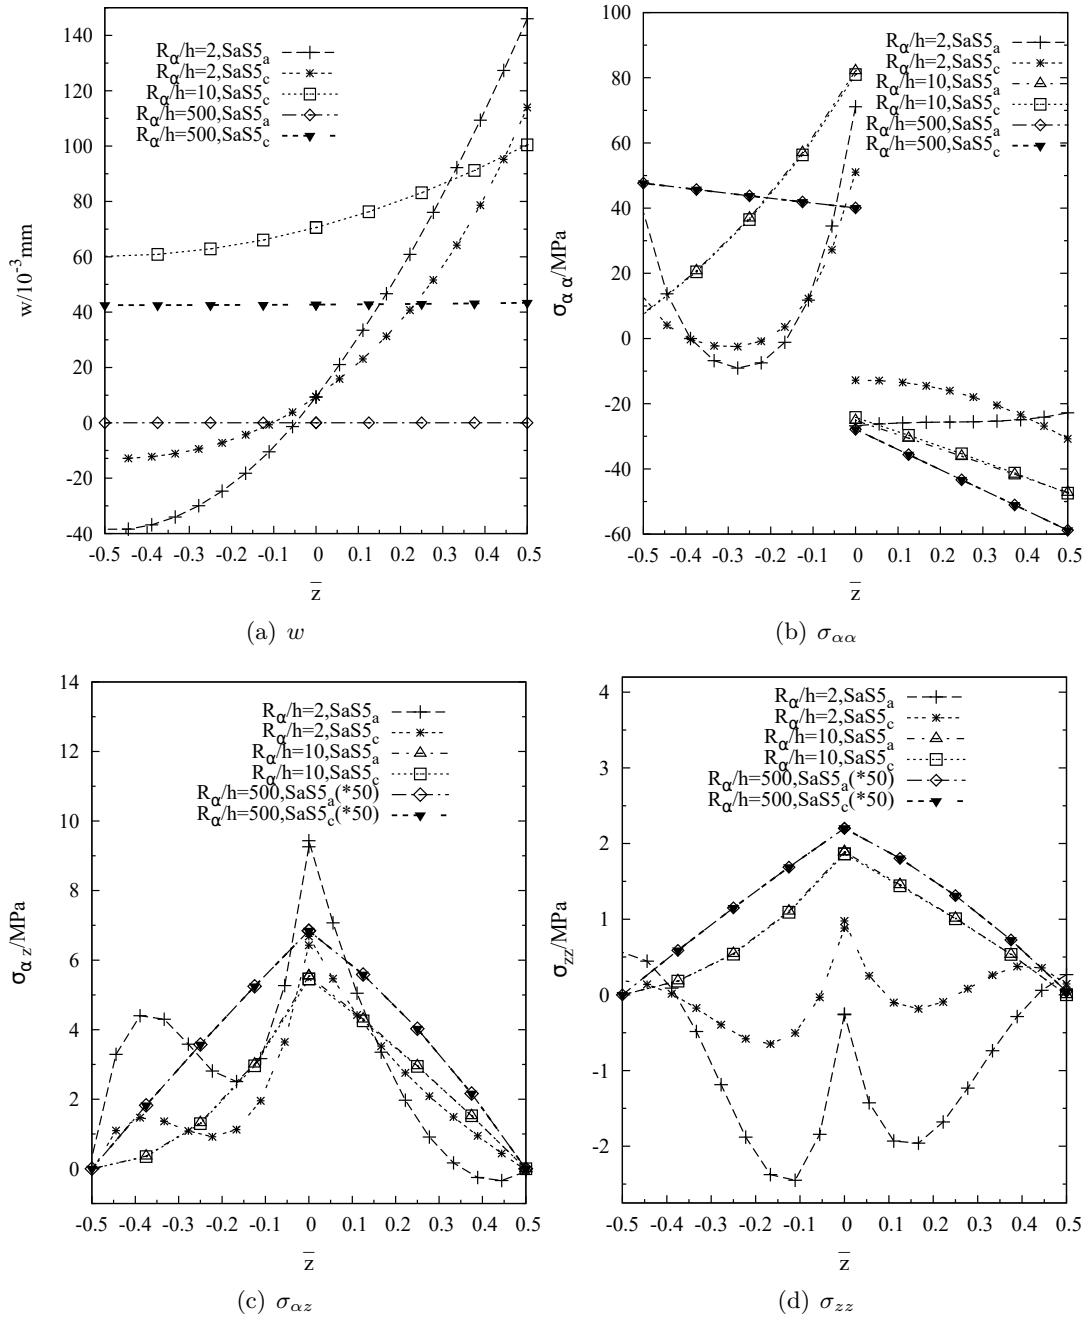 140
120
100
80
60
40
20
0
-20
-40
-0.5 -0.4 -0.3 -0.2 -0.1 0 0.1 0.2 0.3 0.4 0.5
w/10⁻³ mm
z̅
R_α/h=2,SaS5_a
R_α/h=2,SaS5_c
R_α/h=10,SaS5_c
R_α/h=500,SaS5_a
R_α/h=500,SaS5_c
(a) w
100
80
60
40
20
0
-20
-40
-60
-0.5 -0.4 -0.3 -0.2 -0.1 0 0.1 0.2 0.3 0.4 0.5
σ_α α/MPa
z̅
R_α/h=2,SaS5_a
R_α/h=2,SaS5_c
R_α/h=10,SaS5_a
R_α/h=10,SaS5_c
R_α/h=500,SaS5_a
R_α/h=500,SaS5_c
(b) σ_αα
14
12
10
8
6
4
2
0
-0.5 -0.4 -0.3 -0.2 -0.1 0 0.1 0.2 0.3 0.4 0.5
σ_α z/MPa
z̅
R_α/h=2,SaS5_a
R_α/h=2,SaS5_c
R_α/h=10,SaS5_a
R_α/h=10,SaS5_c
R_α/h=500,SaS5_a(*50)
R_α/h=500,SaS5_c(*50)
(c) σ_αz
4
3
2
1
0
-1
-2
-0.5 -0.4 -0.3 -0.2 -0.1 0 0.1 0.2 0.3 0.4 0.5
σ_zz/MPa
z̅
R_α/h=2,SaS5_a
R_α/h=2,SaS5_c
R_α/h=10,SaS5_a
R_α/h=10,SaS5_c
R_α/h=500,SaS5_a(*50)
R_α/h=500,SaS5_c(*50)
(d) σ_zz